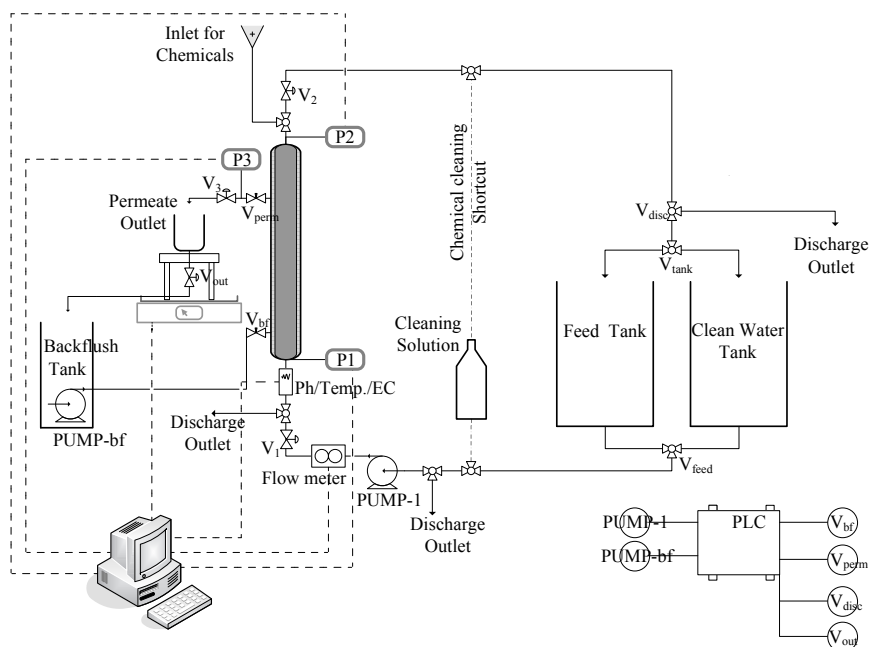 Inlet for
Chemicals
+
V2
P2
P3
V3
Permeate
Outlet
Vperm
Vout
Vbf
Backflush
Tank
PUMP-bf
P1
Ph/Temp./EC
Discharge
Outlet
V1
Flow meter
PUMP-1
Discharge
Outlet
Chemical cleaning
Shortcut
Cleaning
Solution
Vdisc
Discharge
Outlet
Vtank
Feed Tank
Clean Water
Tank
Vfeed
PUMP-1
PUMP-bf
PLC
Vbf
Vperm
Vdisc
Vout